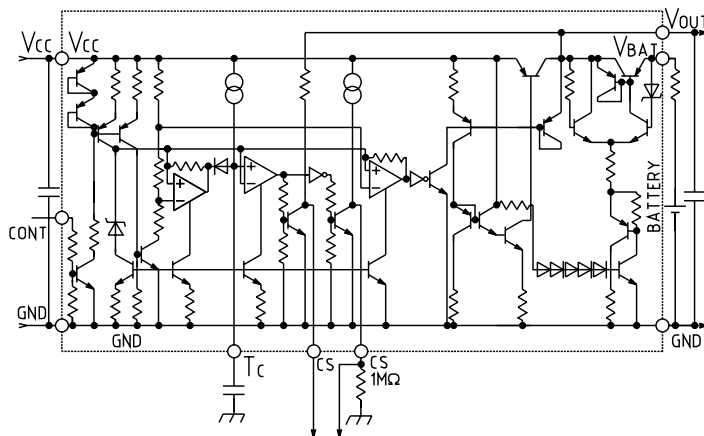 VOUT
VCC
VCC
VBAT
+
−
+
−
+
−
BATTERY
CONT
GND
GND
GND
TC
CS
CS
1MΩ